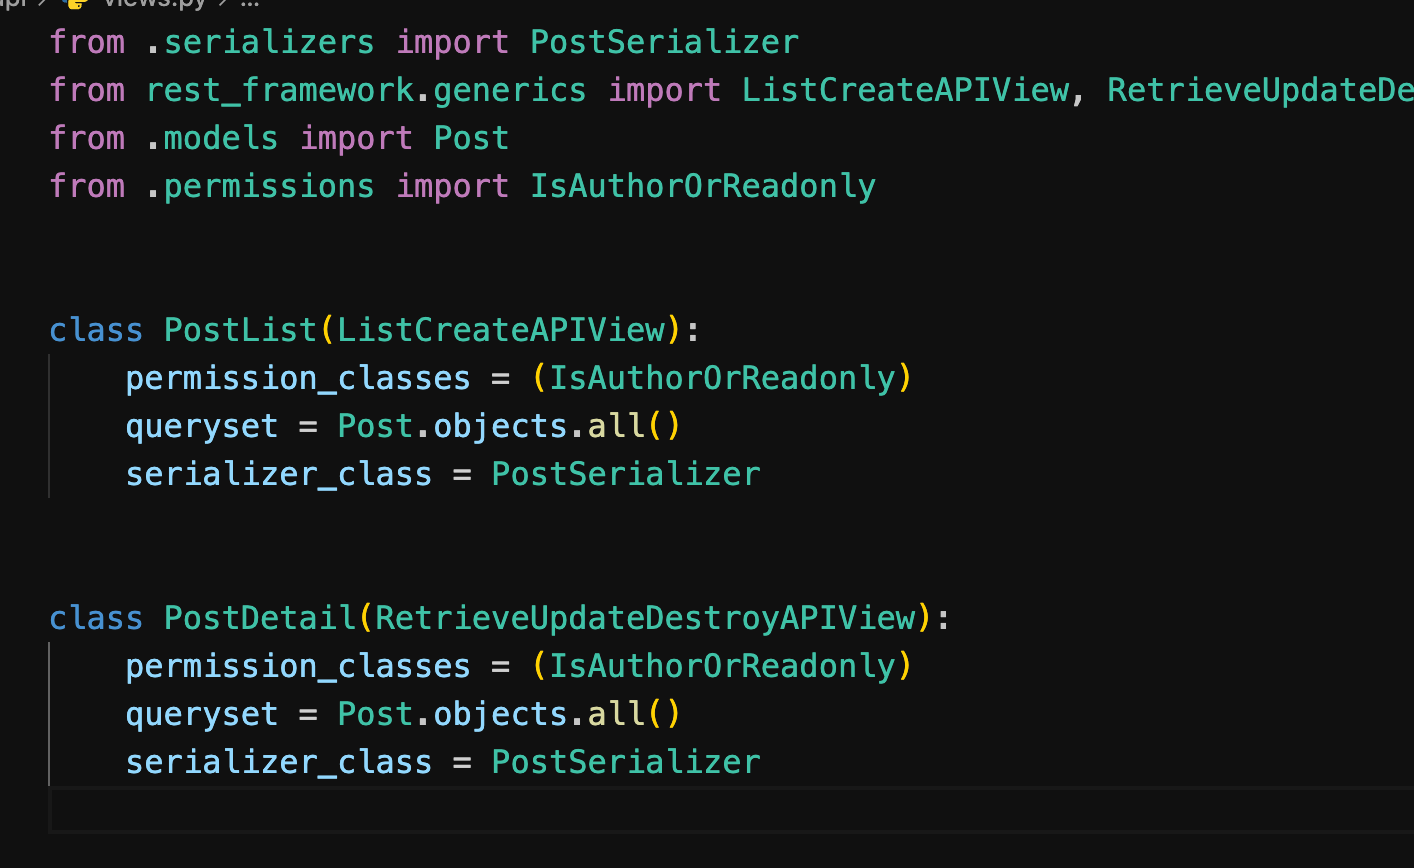 views.py > ...
from .serializers import PostSerializer
from rest_framework.generics import ListCreateAPIView,
from .models import Post
from .permissions import IsAuthorOrReadonly
class PostList(ListCreateAPIView):
    permission_classes = (IsAuthorOrReadonly)
    queryset = Post.objects.all()
    serializer_class = PostSerializer
class PostDetail(RetrieveUpdateDestroyAPIView):
    permission_classes = (IsAuthorOrReadonly)
    queryset = Post.objects.all()
    serializer_class = PostSerializer